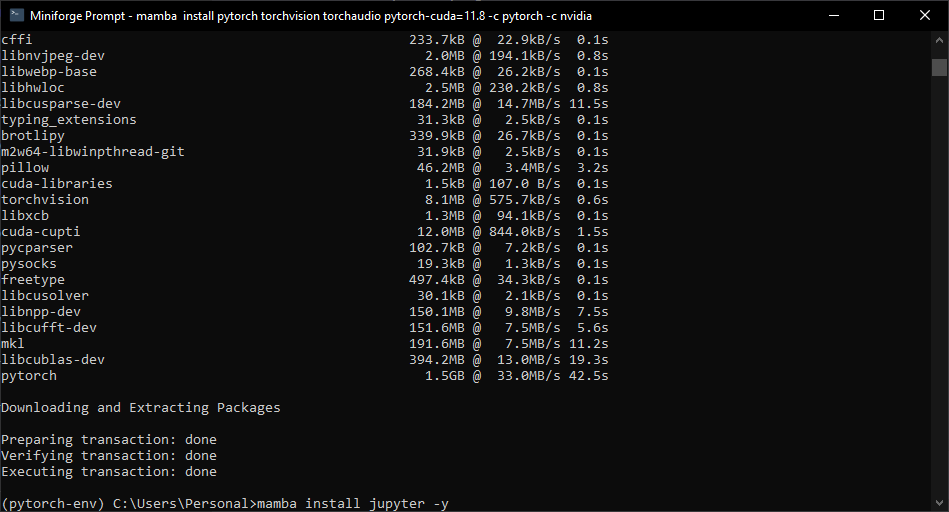 Miniforge Prompt - mamba install pytorch torchvision torchaudio pytorch-cuda=11.8 -c pytorch -c nvidia
cffi 233.7kB @ 22.9kB/s 0.1s
libnvjpeg-dev 2.0MB @ 194.1kB/s 0.8s
libwebp-base 268.4kB @ 26.2kB/s 0.1s
libhwloc 2.5MB @ 230.2kB/s 0.8s
libcusparse-dev 184.2MB @ 14.7MB/s 11.5s
typing_extensions 31.3kB @ 2.5kB/s 0.1s
brotlipy 339.9kB @ 26.7kB/s 0.1s
m2w64-libwinpthread-git 31.9kB @ 2.5kB/s 0.1s
pillow 46.2MB @ 3.4MB/s 3.2s
cuda-libraries 1.5kB @ 107.0 B/s 0.1s
torchvision 8.1MB @ 575.7kB/s 0.6s
libxcb 1.3MB @ 94.1kB/s 0.1s
cuda-cupti 12.0MB @ 844.0kB/s 1.5s
pycparser 102.7kB @ 7.2kB/s 0.1s
pysocks 19.3kB @ 1.3kB/s 0.1s
freetype 497.4kB @ 34.3kB/s 0.1s
libcusolver 30.1kB @ 2.1kB/s 0.1s
libnpp-dev 150.1MB @ 9.8MB/s 7.5s
libcufft-dev 151.6MB @ 7.5MB/s 5.6s
mkl 191.6MB @ 7.5MB/s 11.2s
libcublas-dev 394.2MB @ 13.0MB/s 19.3s
pytorch 1.5GB @ 33.0MB/s 42.5s
Downloading and Extracting Packages
Preparing transaction: done
Verifying transaction: done
Executing transaction: done
(pytorch-env) C:\Users\Personal>mamba install jupyter -y